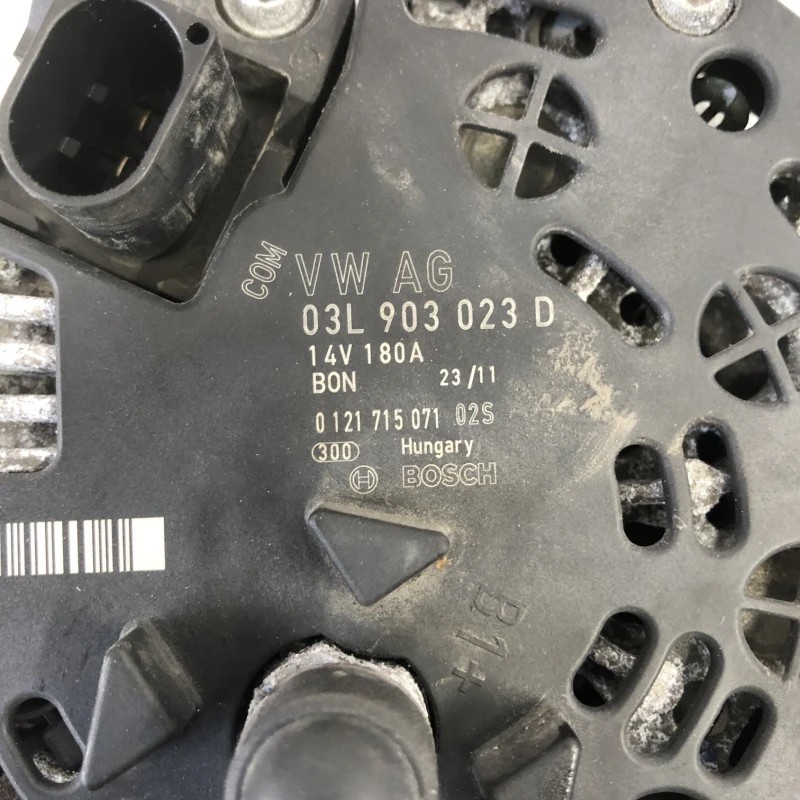 COM
VW AG
03L 903 023 D
14V 180A
BON 23/11
0 121 715 071 02S
300 Hungary
BOSCH
B1+